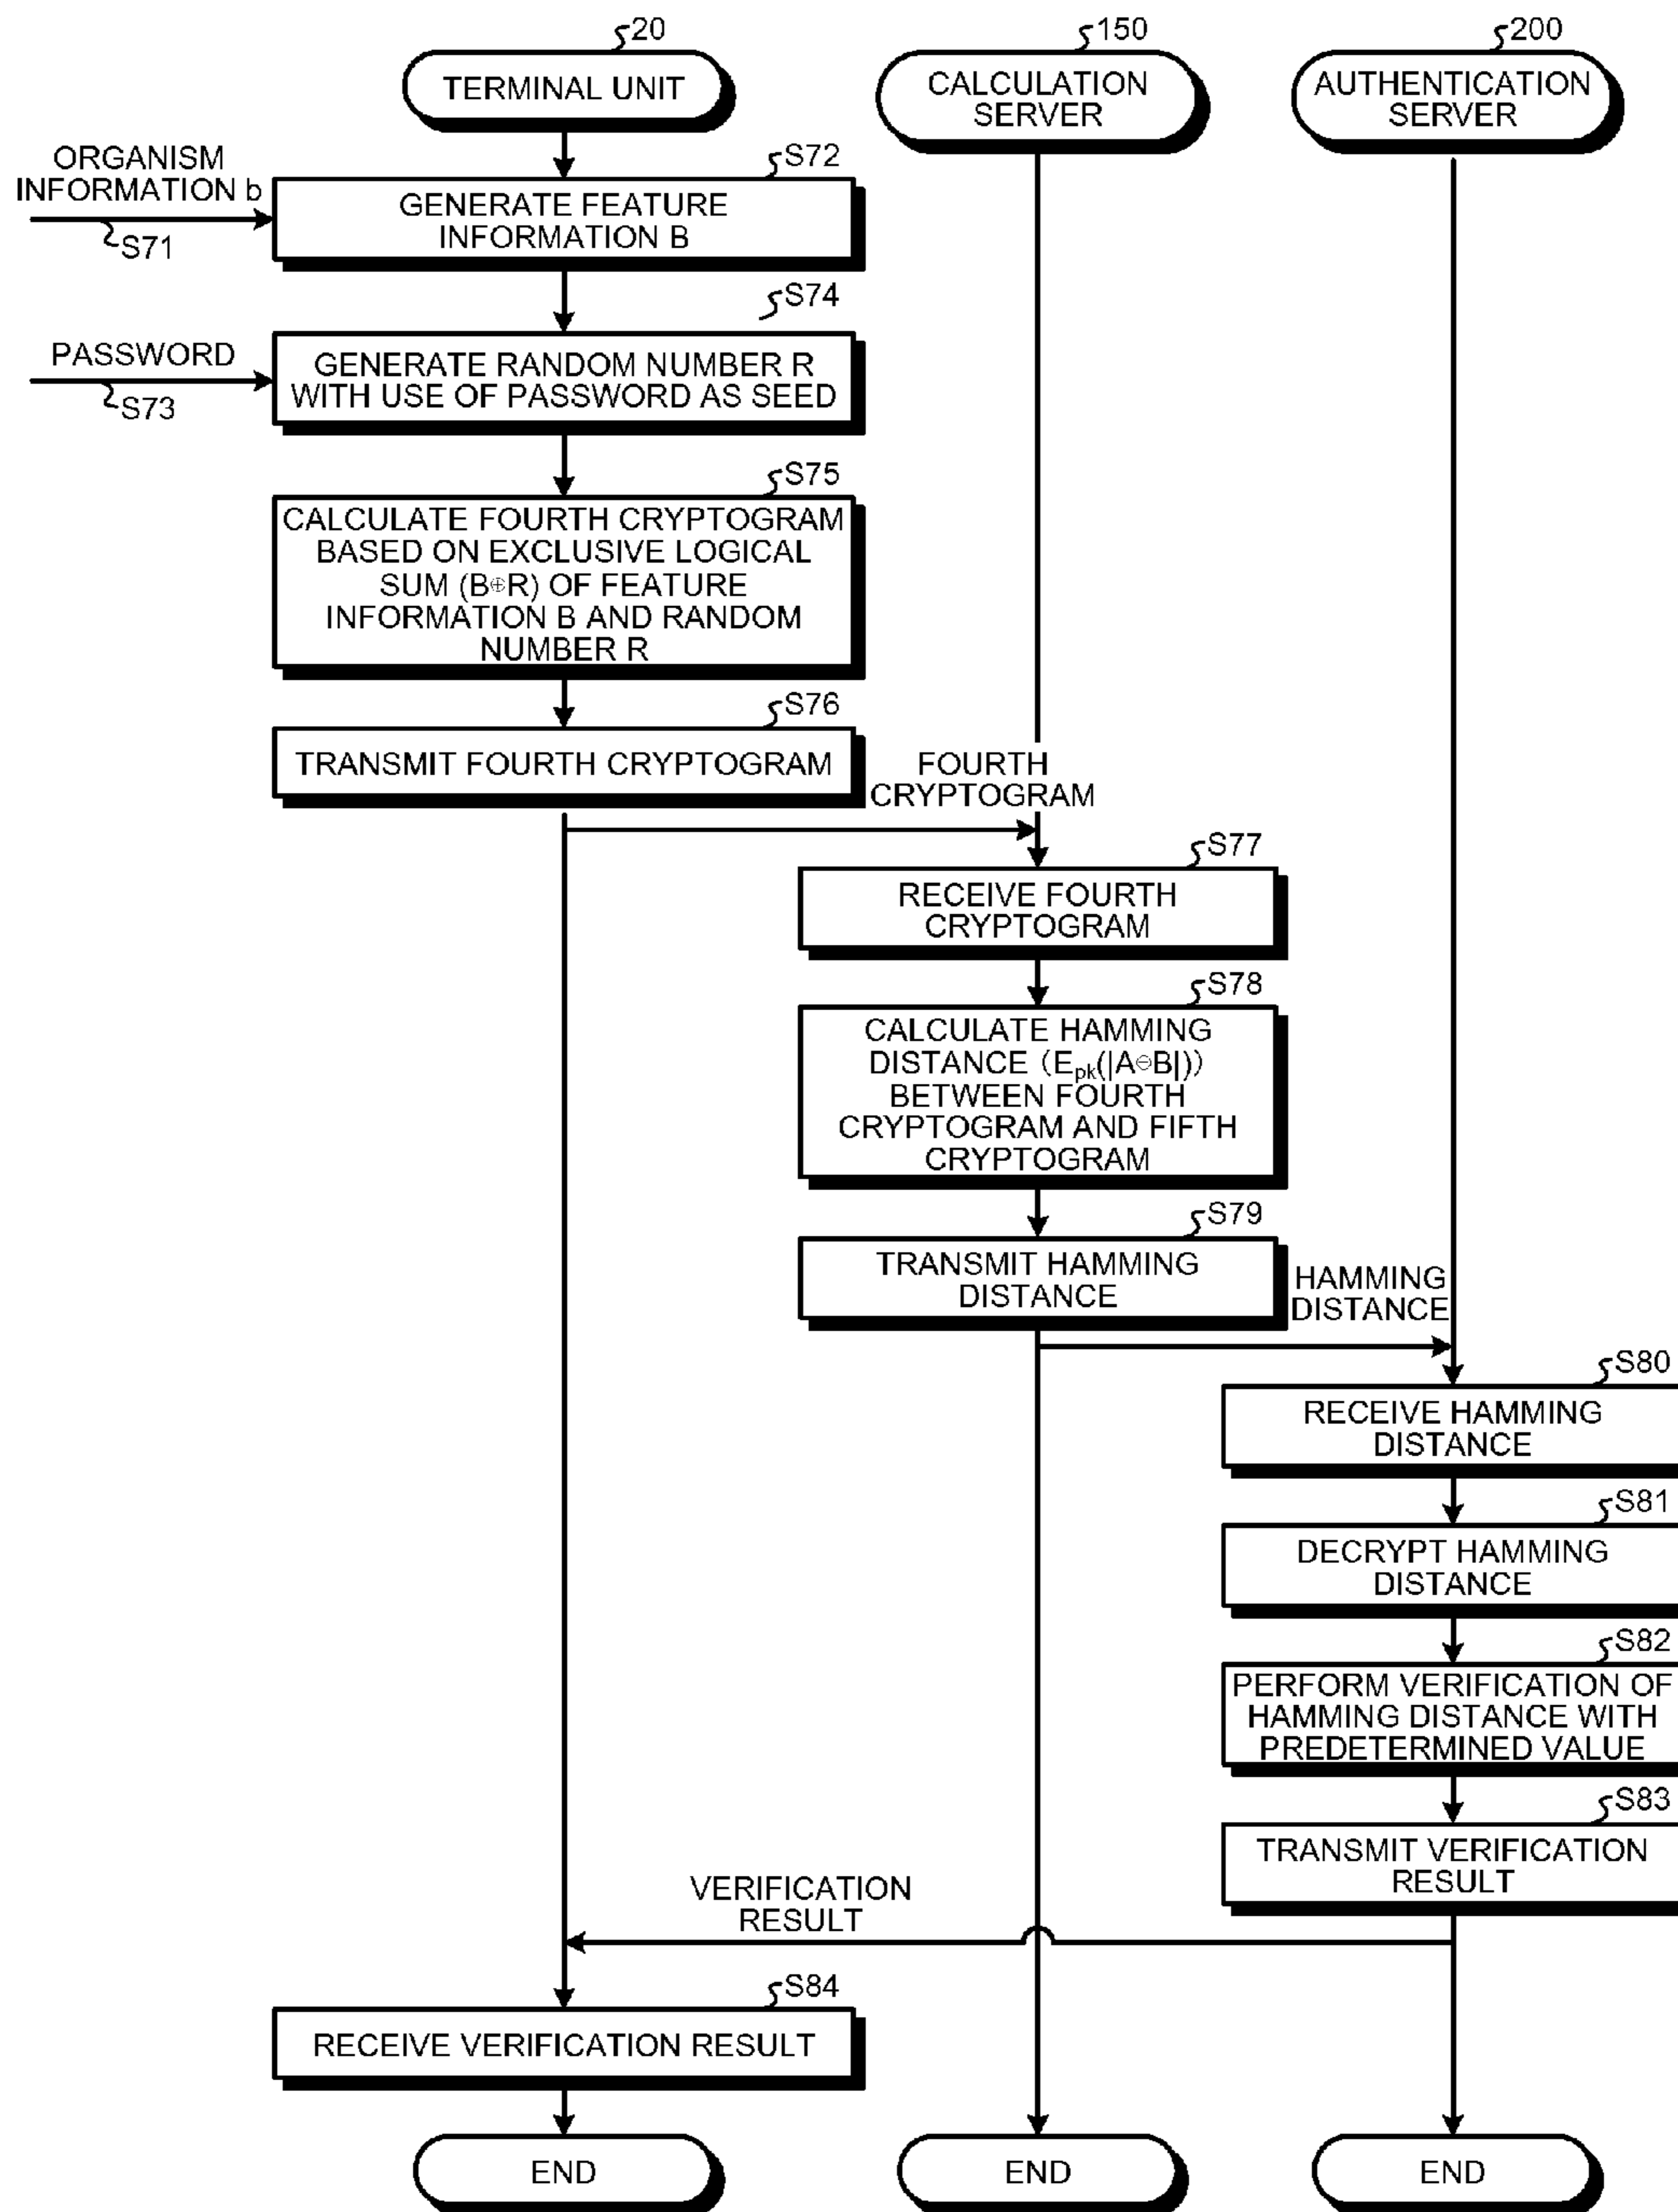 20
150
200
TERMINAL UNIT
CALCULATION
SERVER
AUTHENTICATION
SERVER
ORGANISM
INFORMATION b
S71
S72
GENERATE FEATURE
INFORMATION B
S74
PASSWORD
S73
GENERATE RANDOM NUMBER R
WITH USE OF PASSWORD AS SEED
S75
CALCULATE FOURTH CRYPTOGRAM
BASED ON EXCLUSIVE LOGICAL
SUM (B⊕R) OF FEATURE
INFORMATION B AND RANDOM
NUMBER R
S76
TRANSMIT FOURTH CRYPTOGRAM
FOURTH
CRYPTOGRAM
S77
RECEIVE FOURTH
CRYPTOGRAM
S78
CALCULATE HAMMING
DISTANCE (Epk(|A⊖B|))
BETWEEN FOURTH
CRYPTOGRAM AND FIFTH
CRYPTOGRAM
S79
TRANSMIT HAMMING
DISTANCE
HAMMING
DISTANCE
S80
RECEIVE HAMMING
DISTANCE
S81
DECRYPT HAMMING
DISTANCE
S82
PERFORM VERIFICATION OF
HAMMING DISTANCE WITH
PREDETERMINED VALUE
S83
TRANSMIT VERIFICATION
RESULT
VERIFICATION
RESULT
S84
RECEIVE VERIFICATION RESULT
END
END
END